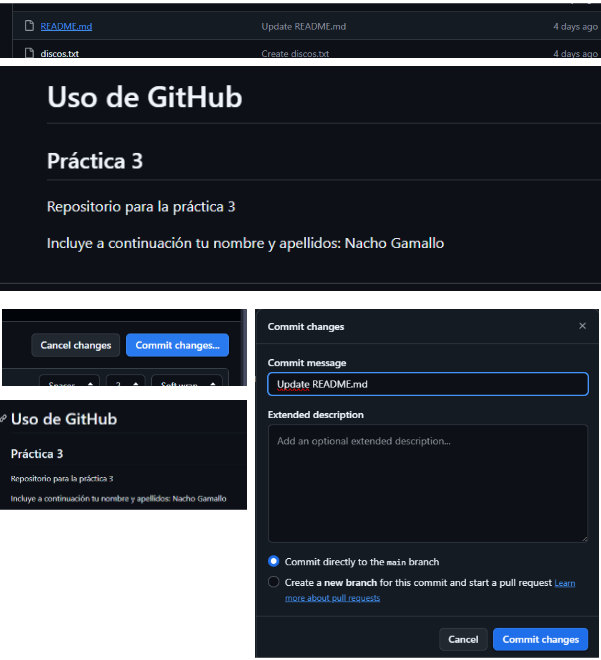 README.md Update README.md 4 days ago
discos.txt Create discos.txt 4 days ago
Uso de GitHub
Práctica 3
Repositorio para la práctica 3
Incluye a continuación tu nombre y apellidos: Nacho Gamallo
Cancel changes Commit changes...
Spaces 2 Soft wrap
Uso de GitHub
Práctica 3
Repositorio para la práctica 3
Incluye a continuación tu nombre y apellidos: Nacho Gamallo
Commit changes
Commit message
Update README.md
Extended description
Add an optional extended description...
Commit directly to the main branch
Create a new branch for this commit and start a pull request Learn
more about pull requests
Cancel Commit changes